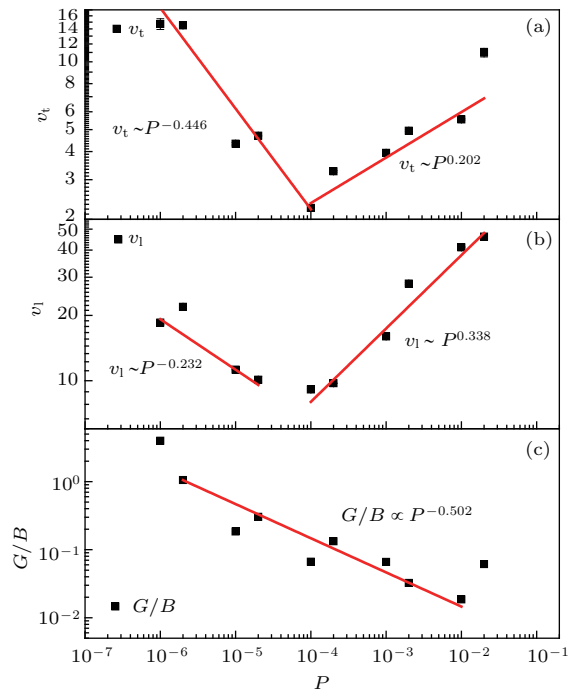 16
14
12
10
8
6
5
4
3
2
v_t
v_t
(a)
v_t ~ P^{-0.446}
v_t ~ P^{0.202}
50
40
30
20
10
v_l
v_l
(b)
v_l ~ P^{-0.232}
v_l ~ P^{0.338}
10^0
10^{-1}
10^{-2}
G/B
(c)
G/B ∝ P^{-0.502}
G/B
10^{-7} 10^{-6} 10^{-5} 10^{-4} 10^{-3} 10^{-2} 10^{-1}
P